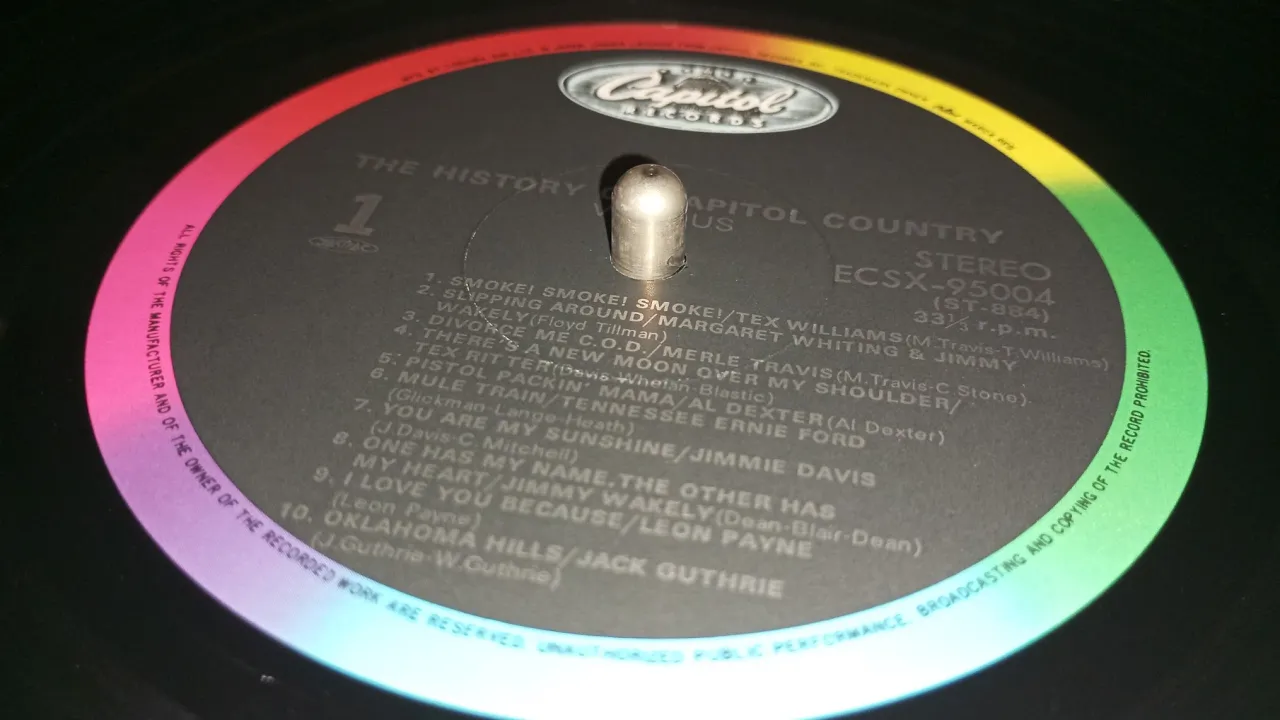 Capitol
RECORDS
THE HISTORY APITOL COUNTRY
US
1
STEREO
ECSX-95004
(ST-884)
33⅓ r.p.m.
1. SMOKE! SMOKE! SMOKE!/TEX WILLIAMS(M.Travis-T.Williams)
2. SLIPPING AROUND/MARGARET WHITING & JIMMY
WAKELY(Floyd Tillman)
3. DIVORCE ME C.O.D./MERLE TRAVIS(M.Travis-C Stone)
4. THERE'S A NEW MOON OVER MY SHOULDER/
TEX RITTER(Davis-Whelan-Blastic)
5. PISTOL PACKIN' MAMA/AL DEXTER(Al Dexter)
6. MULE TRAIN/TENNESSEE ERNIE FORD
(Glickman-Lange-Heath)
7. YOU ARE MY SUNSHINE/JIMMIE DAVIS
(J.Davis-C.Mitchell)
8. ONE HAS MY NAME, THE OTHER HAS
MY HEART/JIMMY WAKELY(Dean-Blair-Dean)
9. I LOVE YOU BECAUSE/LEON PAYNE
(Leon Payne)
10. OKLAHOMA HILLS/JACK GUTHRIE
(J.Guthrie-W.Guthrie)
ALL RIGHTS OF THE MANUFACTURER AND OF THE OWNER OF THE RECORDED WORK ARE RESERVED. UNAUTHORIZED PUBLIC PERFORMANCE. BROADCASTING AND COPYING OF THE RECORD PROHIBITED.